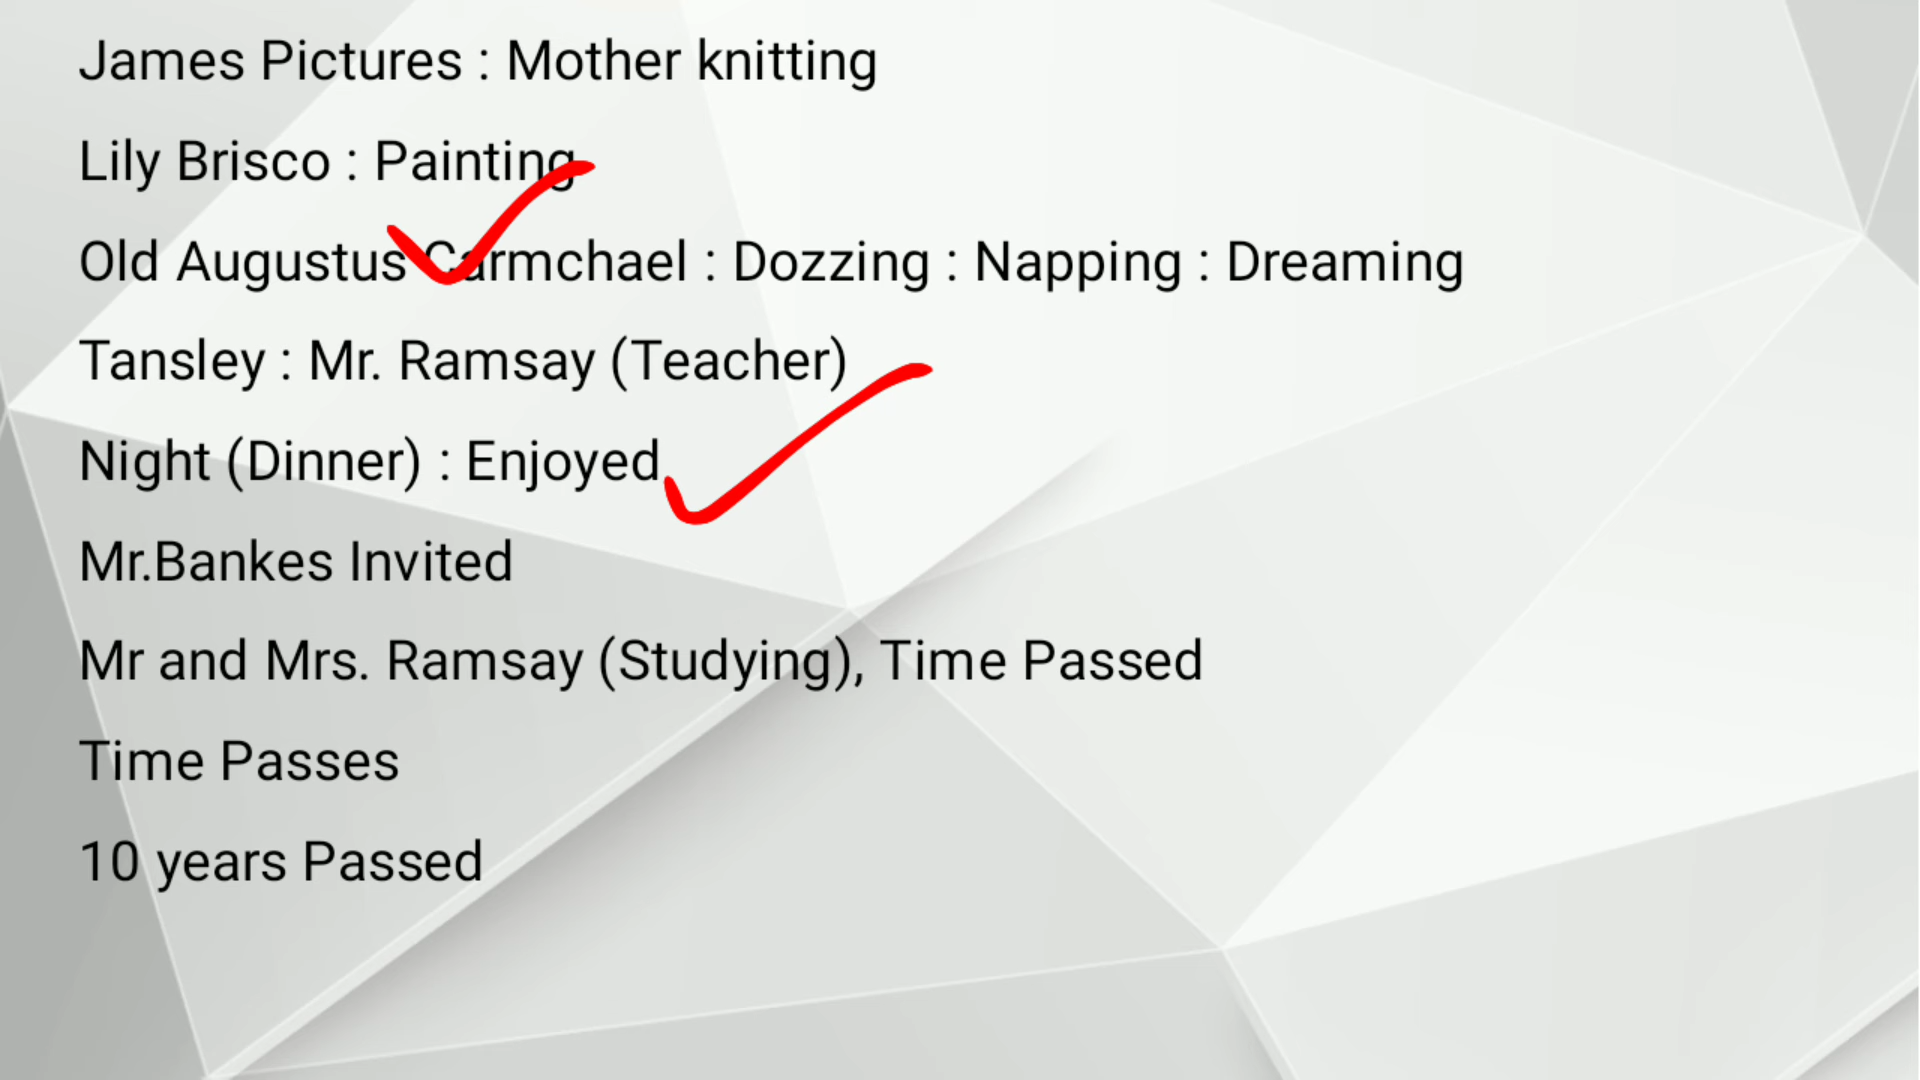 James Pictures : Mother knitting
Lily Brisco : Painting
Old Augustus Carmchael : Dozzing : Napping : Dreaming
Tansley : Mr. Ramsay (Teacher)
Night (Dinner) : Enjoyed
Mr.Bankes Invited
Mr and Mrs. Ramsay (Studying), Time Passed
Time Passes
10 years Passed